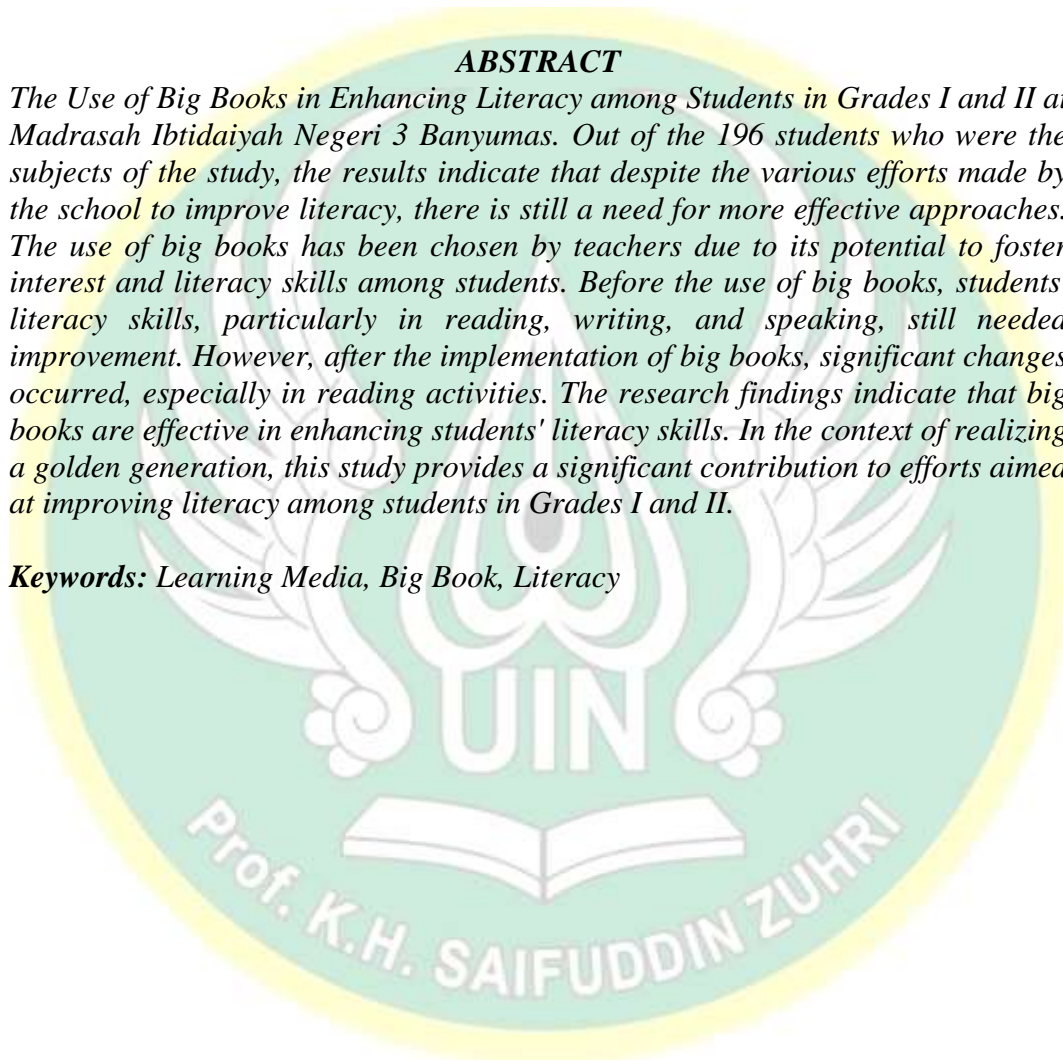 ABSTRACT
The Use of Big Books in Enhancing Literacy among Students in Grades I and II at
Madrasah Ibtidaiyah Negeri 3 Banyumas. Out of the 196 students who were the
subjects of the study, the results indicate that despite the various efforts made by
the school to improve literacy, there is still a need for more effective approaches.
The use of big books has been chosen by teachers due to its potential to foster
interest and literacy skills among students. Before the use of big books, students'
literacy skills, particularly in reading, writing, and speaking, still needed
improvement. However, after the implementation of big books, significant changes
occurred, especially in reading activities. The research findings indicate that big
books are effective in enhancing students' literacy skills. In the context of realizing
a golden generation, this study provides a significant contribution to efforts aimed
at improving literacy among students in Grades I and II.
Keywords: Learning Media, Big Book, Literacy
UIN
Prof. K.H. SAIFUDDIN ZUHRI